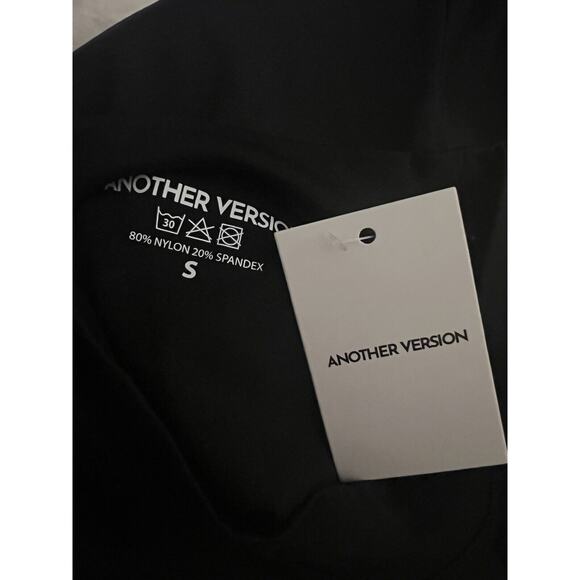 ANOTHER VERSIO
30
80% NYLON 20% SPANDEX
S
ANOTHER VERSION